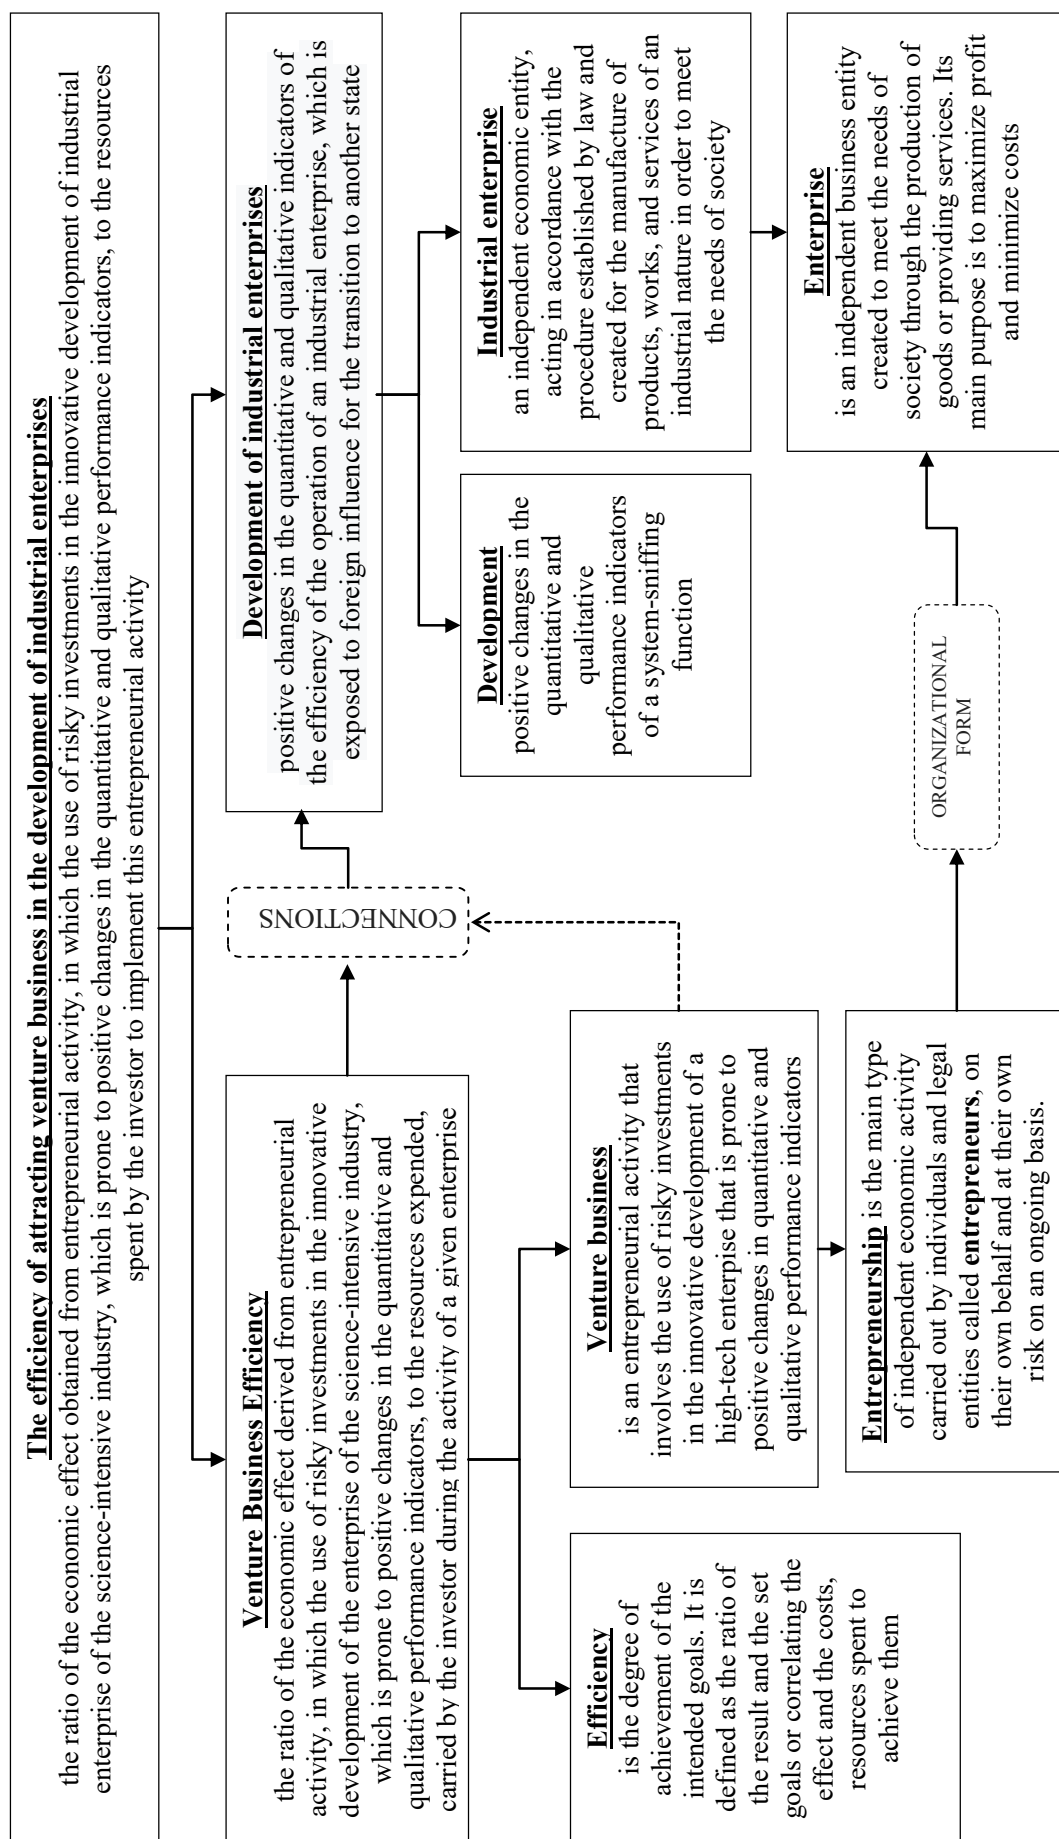 The efficiency of attracting venture business in the development of industrial enterprises
the ratio of the economic effect obtained from entrepreneurial activity, in which the use of risky investments in the innovative development of industrial
enterprise of the science-intensive industry, which is prone to positive changes in the quantitative and qualitative performance indicators, to the resources
spent by the investor to implement this entrepreneurial activity
Venture Business Efficiency
the ratio of the economic effect derived from entrepreneurial
activity, in which the use of risky investments in the innovative
development of the enterprise of the science-intensive industry,
which is prone to positive changes in the quantitative and
qualitative performance indicators, to the resources expended,
carried by the investor during the activity of a given enterprise
CONNECTIONS
Development of industrial enterprises
positive changes in the quantitative and qualitative indicators of
the efficiency of the operation of an industrial enterprise, which is
exposed to foreign influence for the transition to another state
Efficiency
is the degree of
achievement of the
intended goals. It is
defined as the ratio of
the result and the set
goals or correlating the
effect and the costs,
resources spent to
achieve them
Venture business
is an entrepreneurial activity that
involves the use of risky investments
in the innovative development of a
high-tech enterpise that is prone to
positive changes in quantitative and
qualitative performance indicators
Development
positive changes in the
quantitative and
qualitative
performance indicators
of a system-sniffing
function
Industrial enterprise
an independent economic entity,
acting in accordance with the
procedure established by law and
created for the manufacture of
products, works, and services of an
industrial nature in order to meet
the needs of society
Entrepreneurship is the main type
of independent economic activity
carried out by individuals and legal
entities called entrepreneurs, on
their own behalf and at their own
risk on an ongoing basis.
ORGANIZATIONAL
FORM
Enterprise
is an independent business entity
created to meet the needs of
society through the production of
goods or providing services. Its
main purpose is to maximize profit
and minimize costs